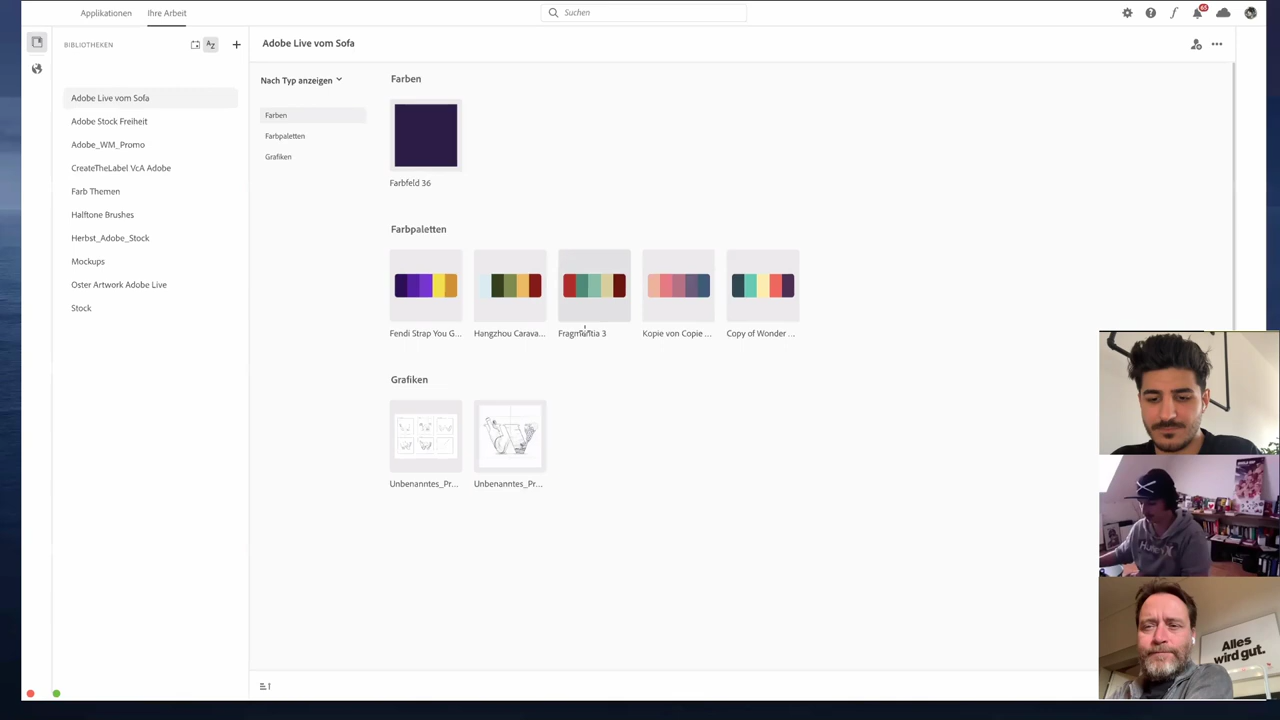 Applikationen
Ihre Arbeit
Suchen
65
BIBLIOTHEKEN
Adobe Live vom Sofa
Adobe Stock Freiheit
Adobe_WM_Promo
CreateTheLabel VcA Adobe
Farb Themen
Halftone Brushes
Herbst_Adobe_Stock
Mockups
Oster Artwork Adobe Live
Stock
Adobe Live vom Sofa
Nach Typ anzeigen
Farben
Farbpaletten
Grafiken
Farben
Farbfeld 36
Farbpaletten
Fendi Strap You G...
Hangzhou Carava...
Fragmentia 3
Kopie von Copie ...
Copy of Wonder ...
Grafiken
Unbenanntes_Pr...
Unbenanntes_Pr...
Alles
wird gut.